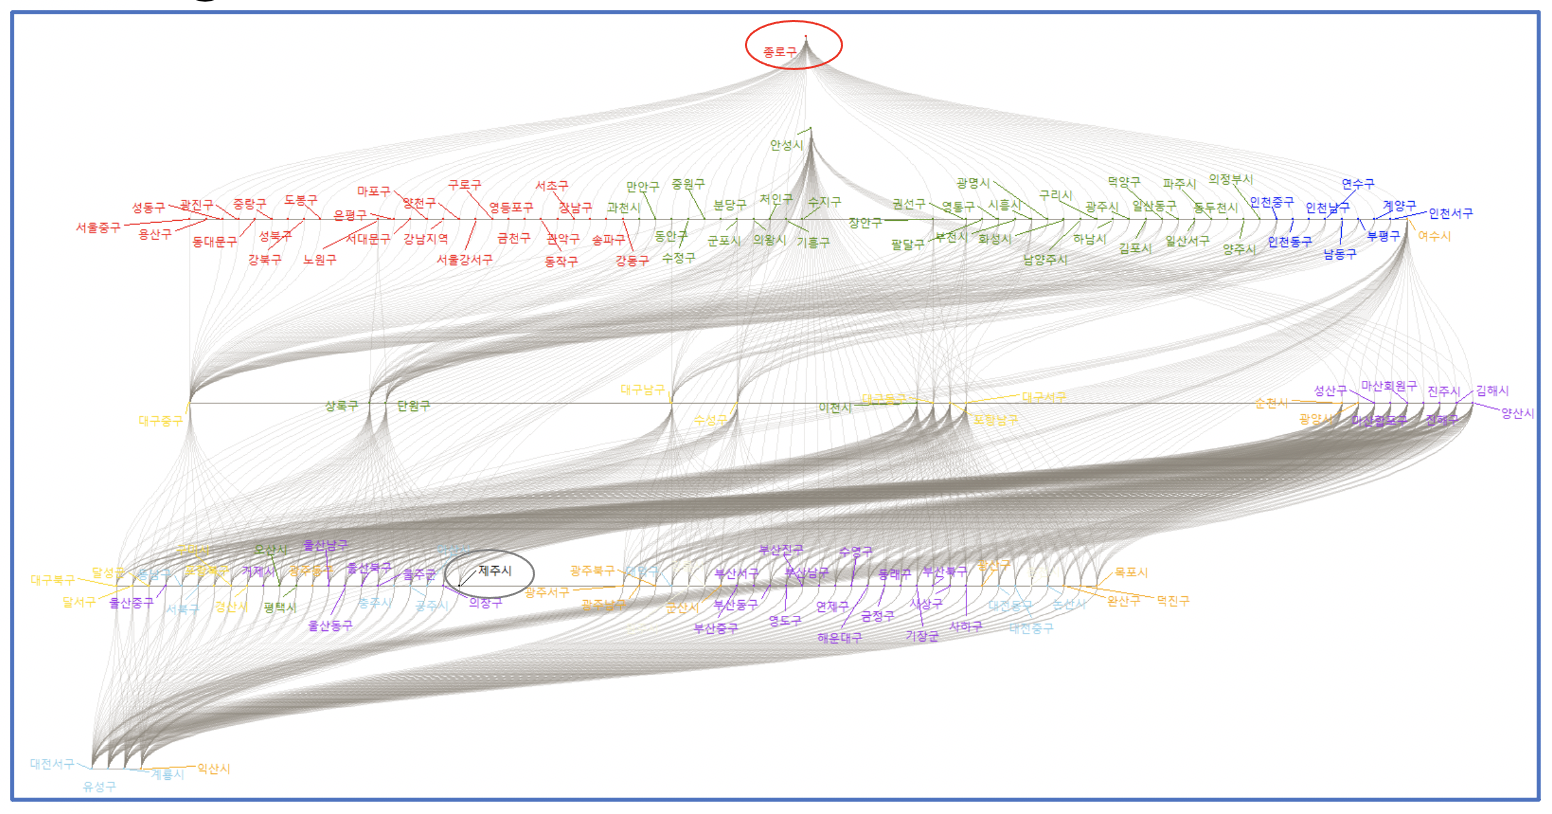 종로구
안성시
성동구
광진구
중랑구
도봉구
마포구
양천구
구로구
서초구
만안구
중원구
처인구
수지구
광명시
구리시
덕양구
파주시
의정부시
연수구
은평구
영등포구
강남구
과천시
분당구
권선구
영통구
시흥시
광주시
일산동구
동두천시
인천중구
인천남구
계양구
인천서구
서울중구
용산구
동대문구
성북구
서대문구
강남지역
금천구
관악구
송파구
동안구
군포시
의왕시
기흥구
장안구
팔달구
부천시
화성시
하남시
김포시
일산서구
양주시
인천동구
남동구
부평구
여수시
강북구
노원구
서울강서구
동작구
강동구
수정구
남양주시
대구중구
상록구
단원구
대구남구
수성구
이천시
대구서구
포항남구
순천시
광양시
성산구
마산회원구
진주시
김해시
마산합포구
진해구
양산시
대구북구
달성군
달서구
울산중구
서북구
거제시
경산시
오산시
평택시
울산남구
울산북구
울산동구
울주군
충주시
공주시
제주시
의창구
광주북구
광주서구
광주남구
군산시
부산진구
수영구
부산서구
부산남구
동래구
부산북구
부산동구
연제구
사상구
부산중구
영도구
해운대구
금정구
기장군
사하구
대전동구
대전중구
논산시
목포시
완산구
덕진구
대전서구
유성구
계룡시
익산시